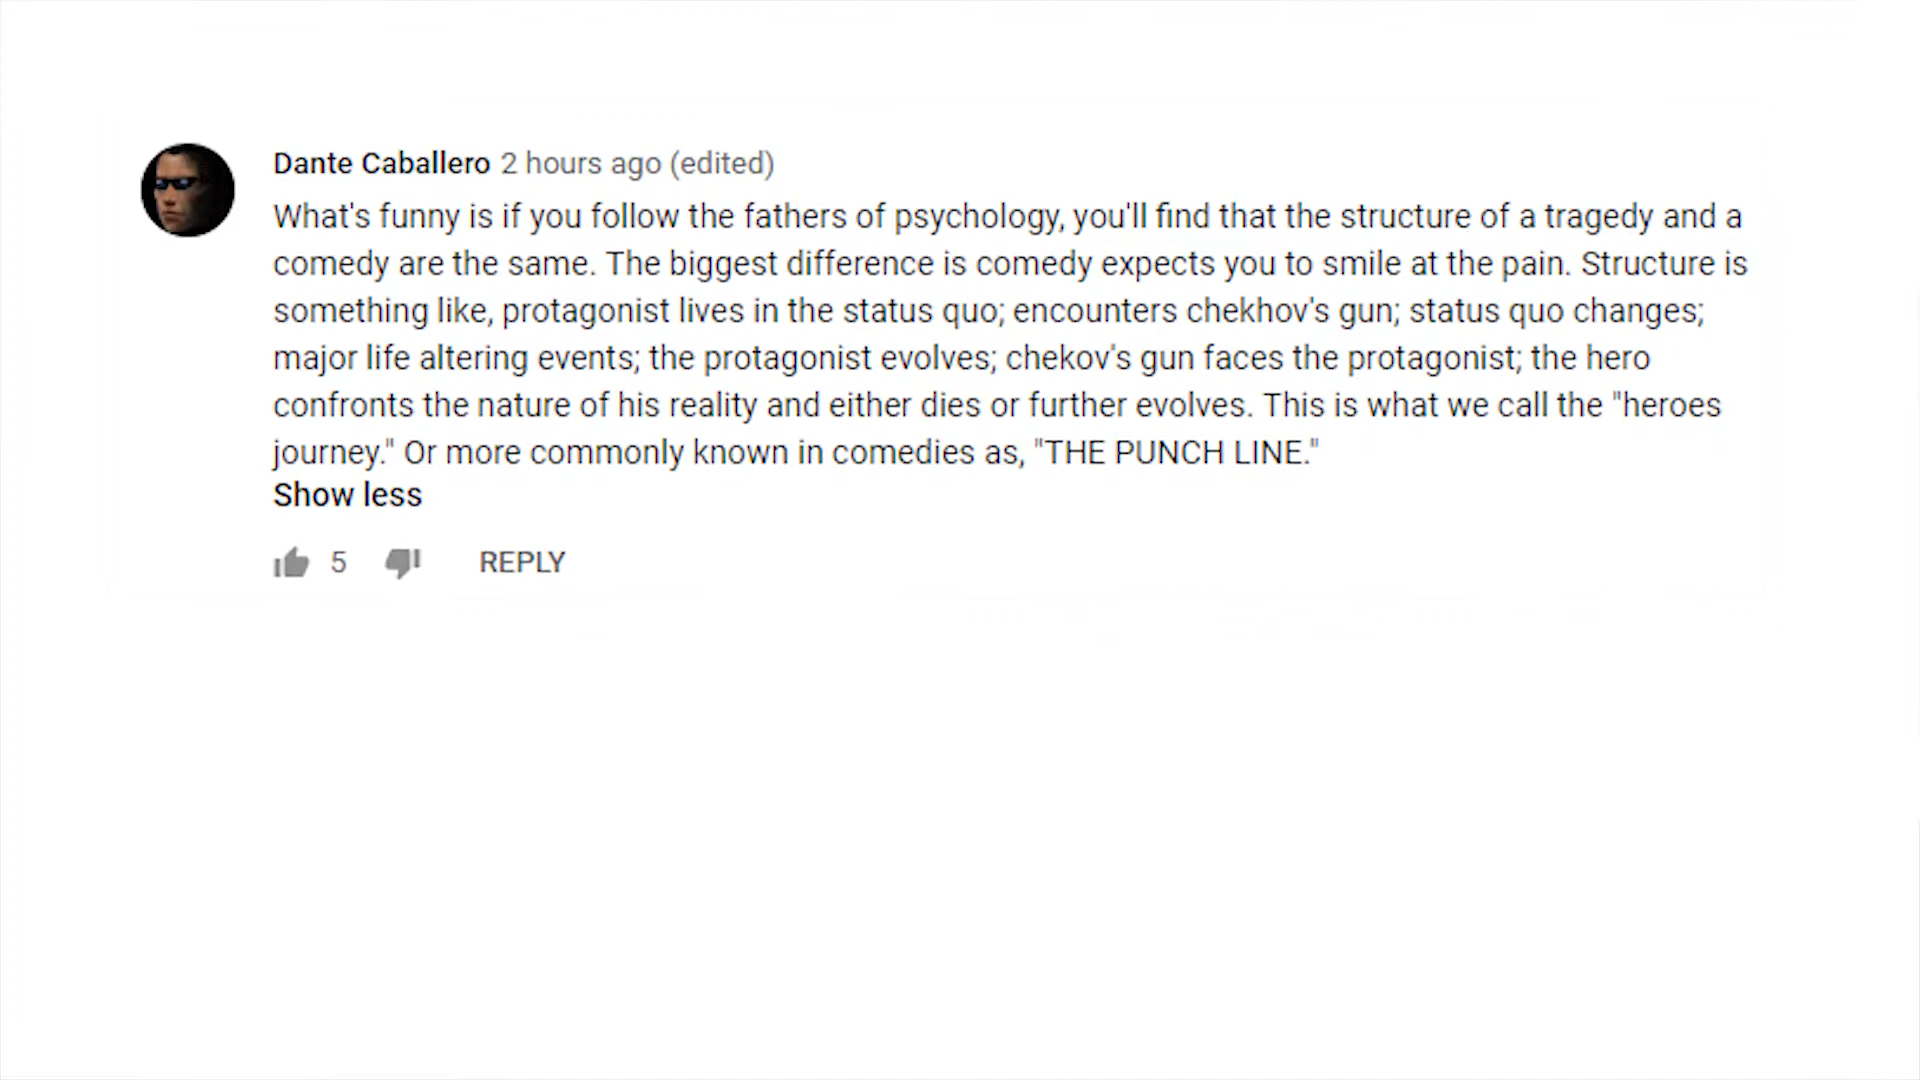 Dante Caballero 2 hours ago (edited)
What's funny is if you follow the fathers of psychology, you'll find that the structure of a tragedy and a
comedy are the same. The biggest difference is comedy expects you to smile at the pain. Structure is
something like, protagonist lives in the status quo; encounters chekhov's gun; status quo changes;
major life altering events; the protagonist evolves; chekov's gun faces the protagonist; the hero
confronts the nature of his reality and either dies or further evolves. This is what we call the "heroes
journey." Or more commonly known in comedies as, "THE PUNCH LINE."
Show less
5 REPLY